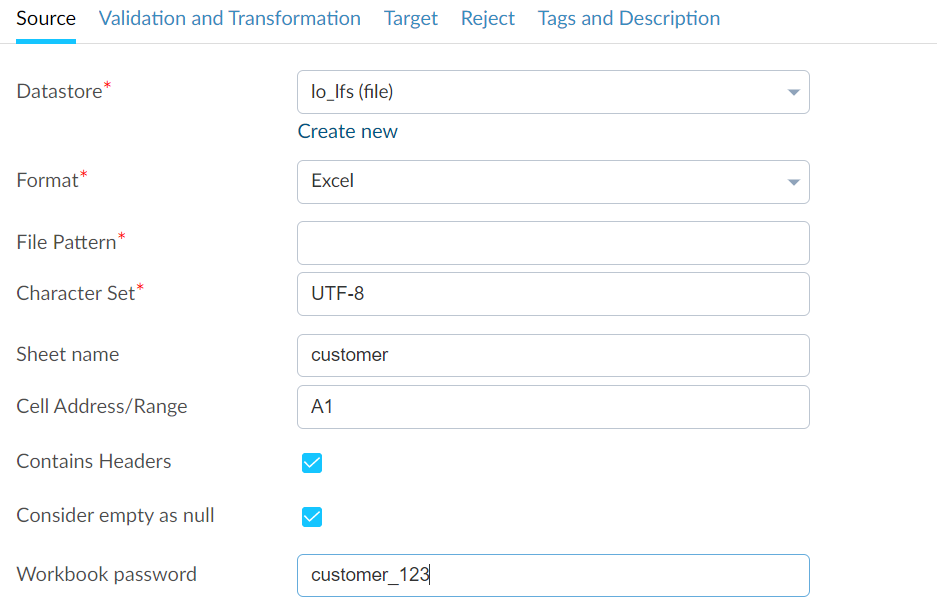 Source Validation and Transformation Target Reject Tags and Description
Datastore* lo_lfs (file)
Create new
Format* Excel
File Pattern*
Character Set* UTF-8
Sheet name customer
Cell Address/Range A1
Contains Headers
Consider empty as null
Workbook password customer_123